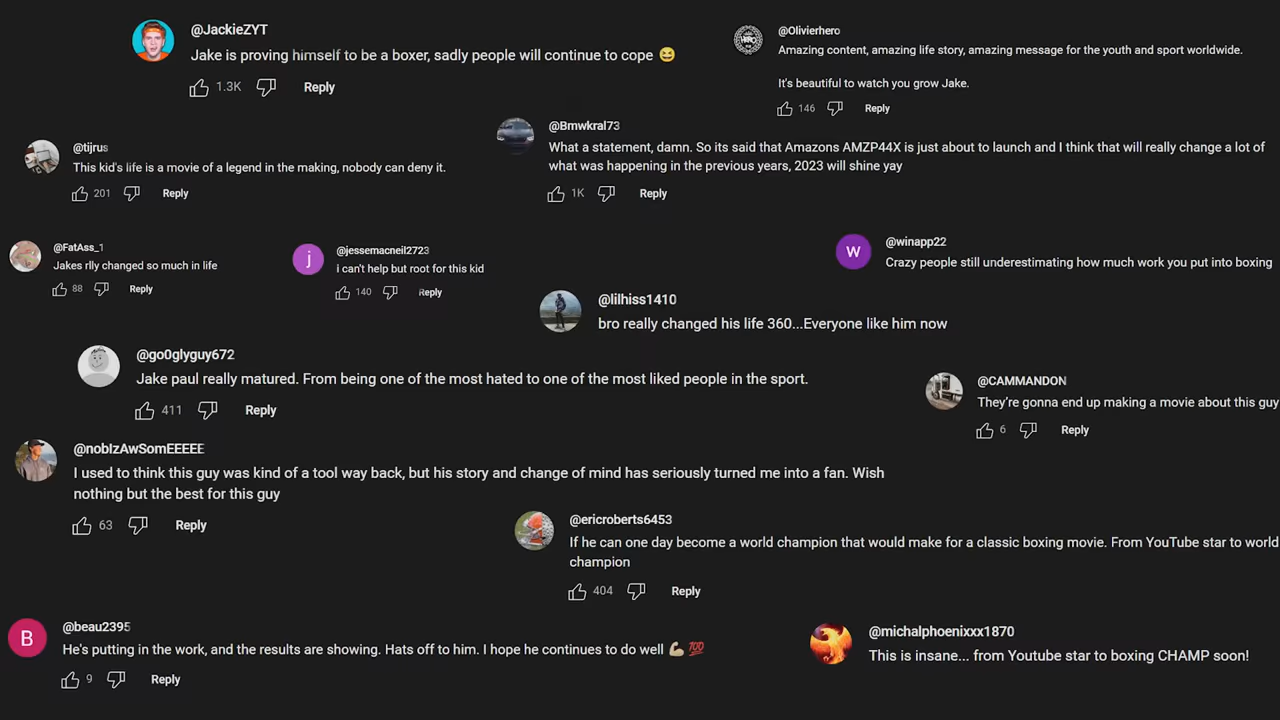 @JackieZYT
Jake is proving himself to be a boxer, sadly people will continue to cope 😆
1.3K Reply
@Olivierhero
Amazing content, amazing life story, amazing message for the youth and sport worldwide.
It's beautiful to watch you grow Jake.
146 Reply
@Bmwkral73
What a statement, damn. So its said that Amazons AMZP44X is just about to launch and I think that will really change a lot of
what was happening in the previous years, 2023 will shine yay
1K Reply
@tijrus
This kid's life is a movie of a legend in the making, nobody can deny it.
201 Reply
@FatAss_1
Jakes rlly changed so much in life
88 Reply
j
@jessemacneil2723
i can't help but root for this kid
140 Reply
W
@winapp22
Crazy people still underestimating how much work you put into boxing
@lilhiss1410
bro really changed his life 360...Everyone like him now
@go0glyguy672
Jake paul really matured. From being one of the most hated to one of the most liked people in the sport.
411 Reply
@CAMMANDON
They're gonna end up making a movie about this guy
6 Reply
@noblzAwSomEEEEE
I used to think this guy was kind of a tool way back, but his story and change of mind has seriously turned me into a fan. Wish
nothing but the best for this guy
63 Reply
@ericroberts6453
If he can one day become a world champion that would make for a classic boxing movie. From YouTube star to world
champion
404 Reply
B
@beau2395
He's putting in the work, and the results are showing. Hats off to him. I hope he continues to do well 💪🏼 💯
9 Reply
@michalphoenixxx1870
This is insane... from Youtube star to boxing CHAMP soon!